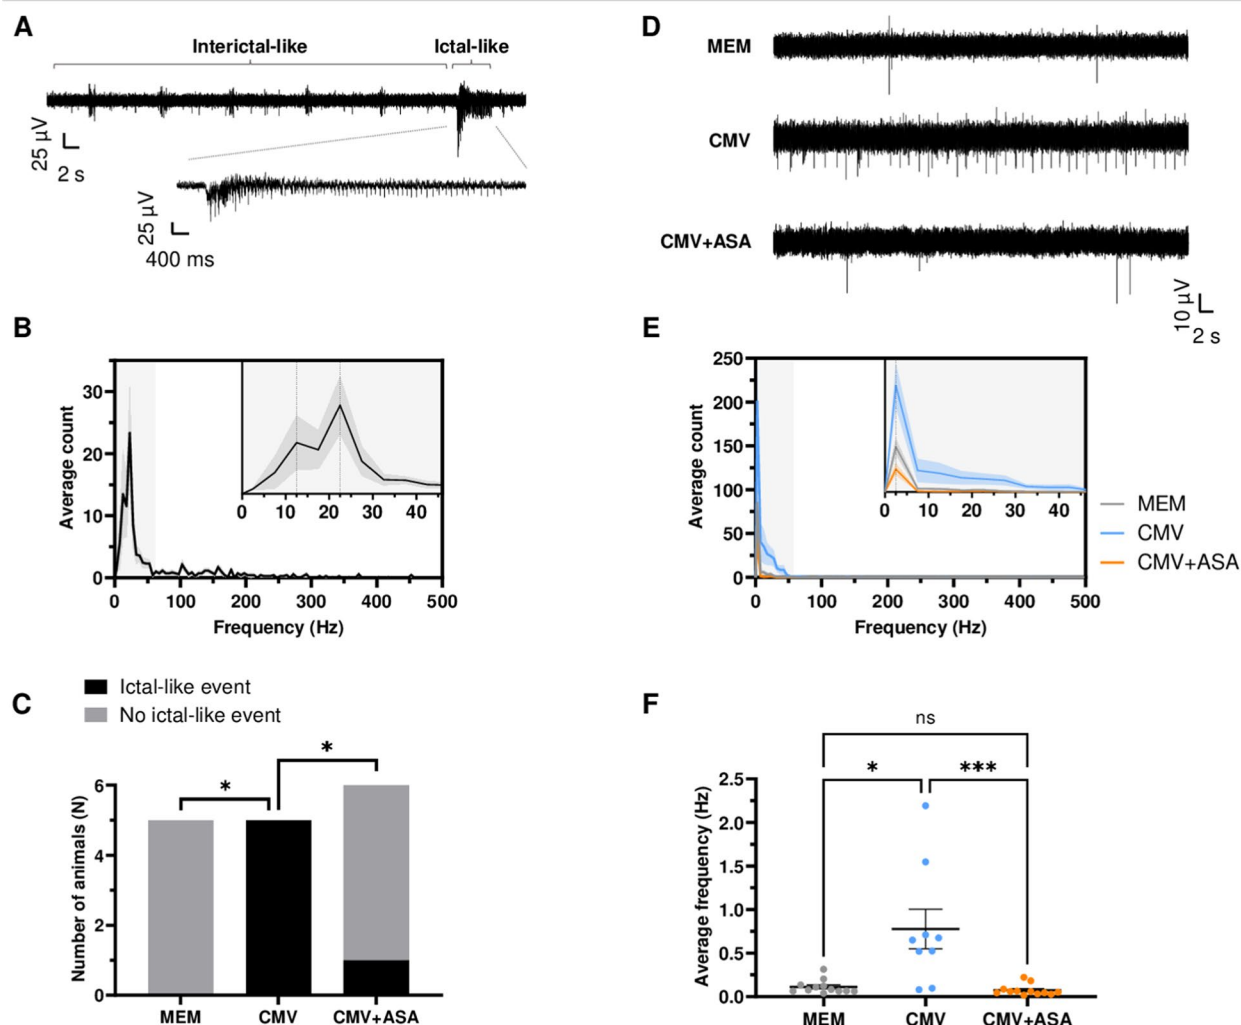 A
Interictal-like
Ictal-like
25 µV
2 s
25 µV
400 ms
B
Average count
30
20
10
0
0 100 200 300 400 500
0 10 20 30 40
Frequency (Hz)
C
Ictal-like event
No ictal-like event
*
*
Number of animals (N)
6
4
2
0
MEM CMV CMV+ASA
D
MEM
CMV
CMV+ASA
10 µV
2 s
E
Average count
250
200
150
100
50
0
0 100 200 300 400 500
0 10 20 30 40
Frequency (Hz)
MEM
CMV
CMV+ASA
F
ns
* ***
Average frequency (Hz)
2.5
2.0
1.5
1.0
0.5
0.0
MEM CMV CMV+ASA